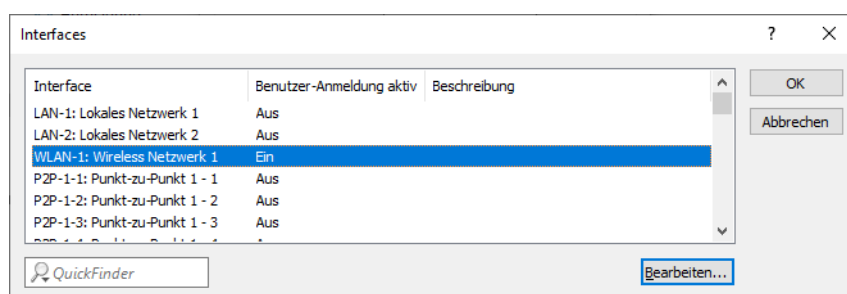 Interfaces ? ×
Interface Benutzer-Anmeldung aktiv Beschreibung
LAN-1: Lokales Netzwerk 1 Aus
LAN-2: Lokales Netzwerk 2 Aus
WLAN-1: Wireless Netzwerk 1 Ein
P2P-1-1: Punkt-zu-Punkt 1 - 1 Aus
P2P-1-2: Punkt-zu-Punkt 1 - 2 Aus
P2P-1-3: Punkt-zu-Punkt 1 - 3 Aus
OK
Abbrechen
QuickFinder
Bearbeiten...